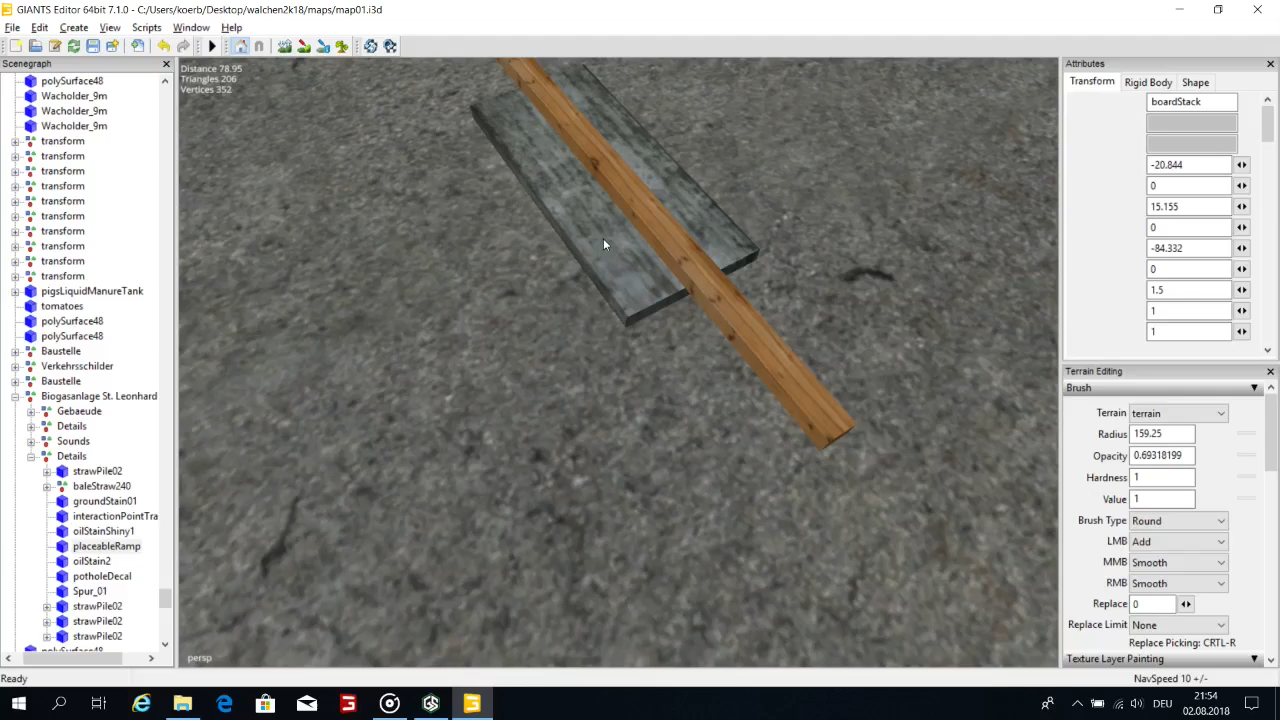 GIANTS Editor 64bit 7.1.0 - C:/Users/koerb/Desktop/walchen2k18/maps/map01.i3d
File Edit Create View Scripts Window Help
Scenegraph
polySurface48
Wacholder_9m
Wacholder_9m
Wacholder_9m
transform
transform
transform
transform
transform
transform
transform
transform
transform
transform
pigsLiquidManureTank
tomatoes
polySurface48
polySurface48
Baustelle
Verkehrsschilder
Baustelle
Biogasanlage St. Leonhard
Gebaeude
Details
Sounds
Details
strawPile02
baleStraw240
groundStain01
interactionPointTra
oilStainShiny1
placeableRamp
oilStain2
potholeDecal
Spur_01
strawPile02
strawPile02
strawPile02
polySurface48
Distance 78.95
Triangles 206
Vertices 352
persp
Attributes
Transform Rigid Body Shape
boardStack
-20.844
0
15.155
0
-84.332
0
1.5
1
1
Terrain Editing
Brush
Terrain terrain
Radius 159.25
Opacity 0.69318199
Hardness 1
Value 1
Brush Type Round
LMB Add
MMB Smooth
RMB Smooth
Replace 0
Replace Limit None
Replace Picking: CRTL-R
Texture Layer Painting
Ready
NavSpeed 10 +/-
DEU
21:54
02.08.2018